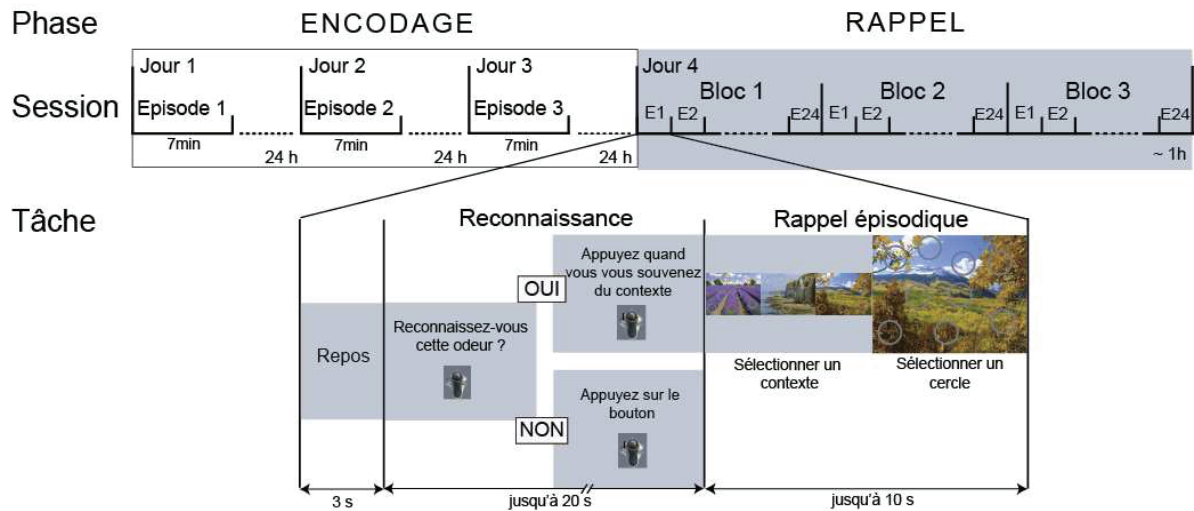 Phase
ENCODAGE
RAPPEL
Session
Jour 1
Jour 2
Jour 3
Jour 4
Episode 1
Episode 2
Episode 3
Bloc 1
Bloc 2
Bloc 3
E1
E2
E24
E1
E2
E24
E1
E2
E24
7min
24 h
7min
24 h
7min
24 h
~ 1h
Tâche
Reconnaissance
Rappel épisodique
Repos
Reconnaissez-vous
cette odeur ?
OUI
Appuyez quand
vous vous souvenez
du contexte
NON
Appuyez sur le
bouton
Sélectionner un
contexte
Sélectionner un
cercle
3 s
jusqu'à 20 s
jusqu'à 10 s